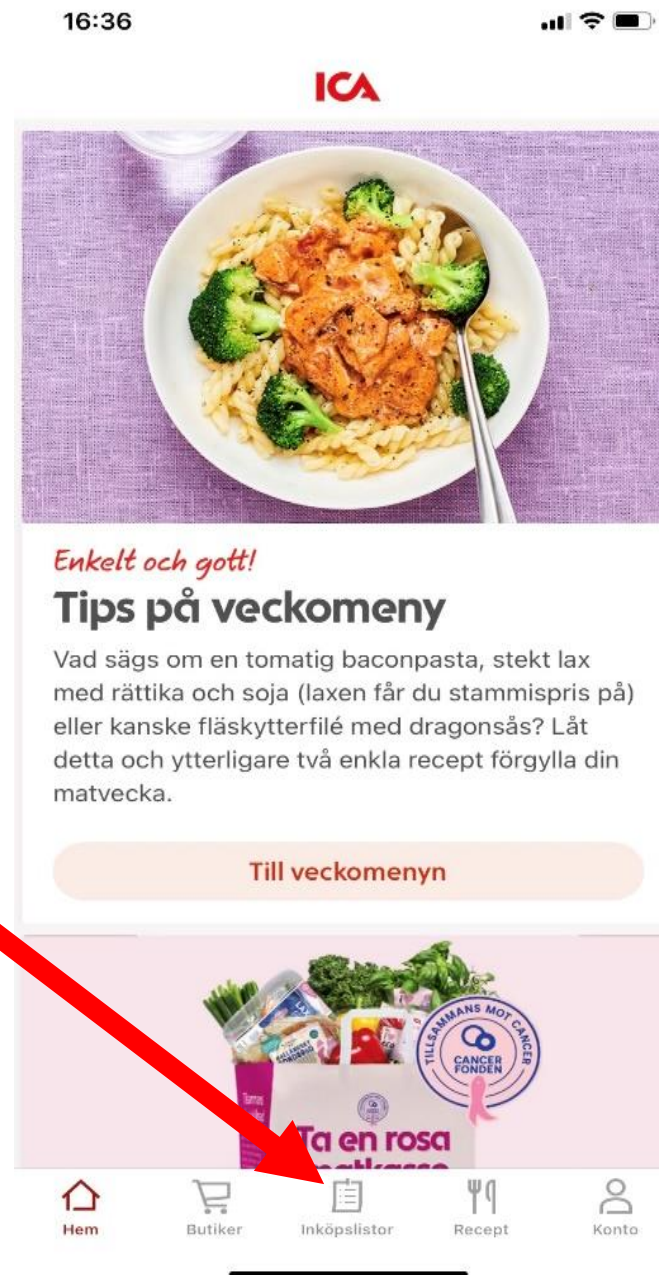 16:36
ICA
Enkelt och gott!
Tips på veckomeny
Vad sägs om en tomatig baconpasta, stekt lax
med rättika och soja (laxen får du stammispris på)
eller kanske fläskytterfilé med dragonsås? Låt
detta och ytterligare två enkla recept förgylla din
matvecka.
Till veckomenyn
TILLSAMMANS MOT CANCER
CANCER
FONDEN
Ta en rosa
matkasse
Hem
Butiker
Inköpslistor
Recept
Konto